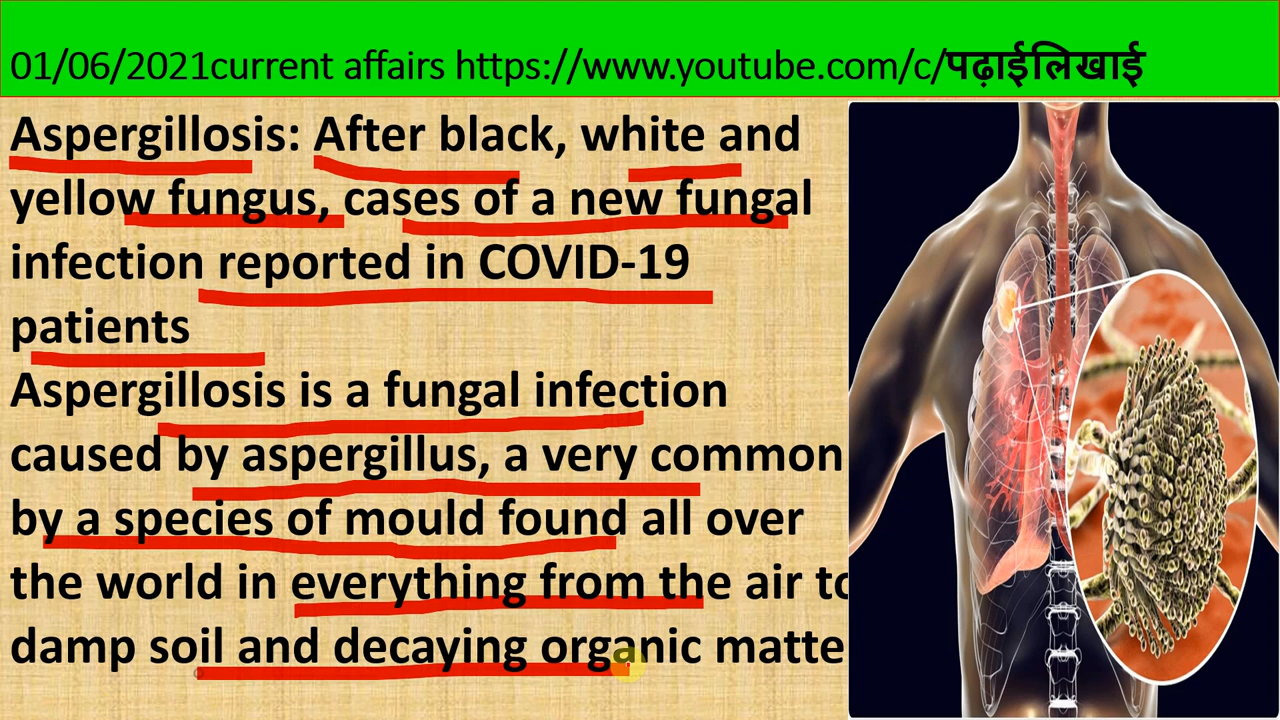 01/06/2021current affairs https://www.youtube.com/c/पढ़ाईलिखाई
Aspergillosis: After black, white and
yellow fungus, cases of a new fungal
infection reported in COVID-19
patients
Aspergillosis is a fungal infection
caused by aspergillus, a very common
by a species of mould found all over
the world in everything from the air to
damp soil and decaying organic matte